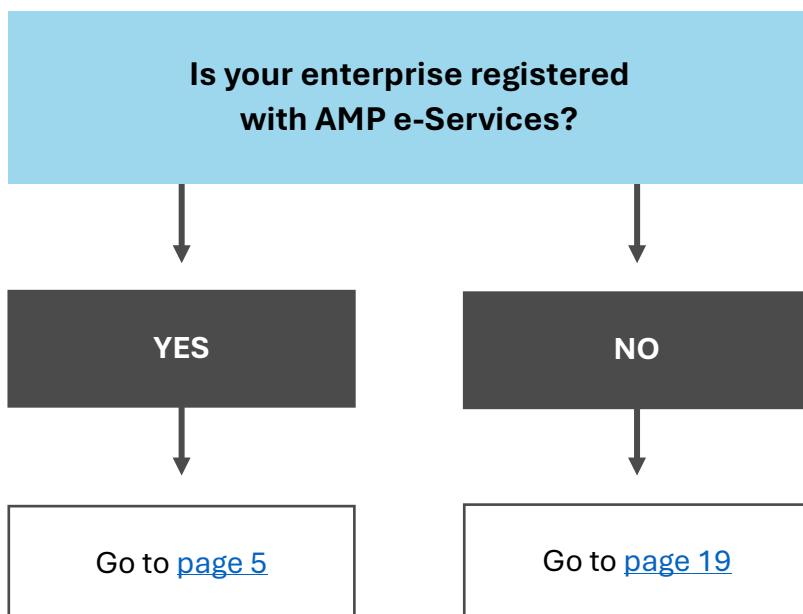 Is your enterprise registered
with AMP e-Services?
YES
NO
Go to page 5
Go to page 19